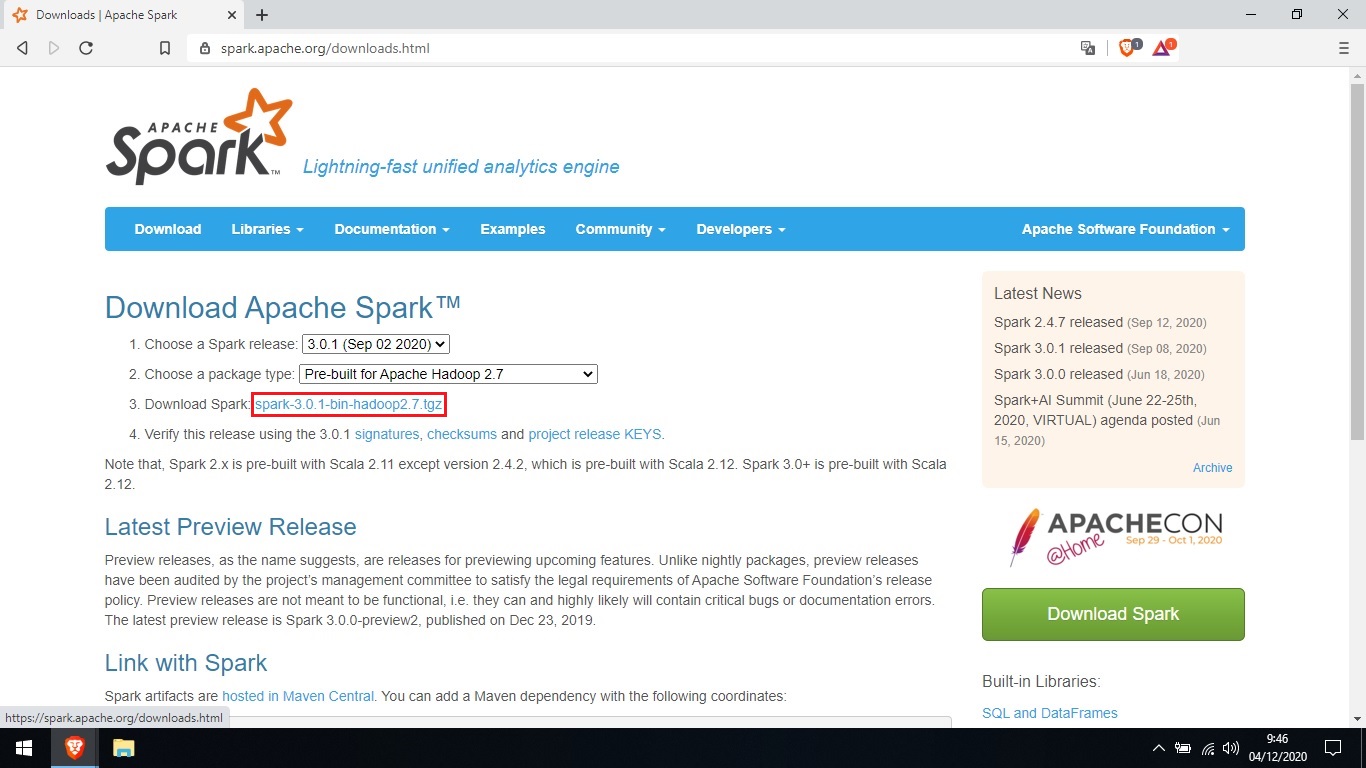 Downloads | Apache Spark
spark.apache.org/downloads.html
1
1
APACHE
Spark™
Lightning-fast unified analytics engine
Download Libraries Documentation Examples Community Developers Apache Software Foundation
Download Apache Spark™
1. Choose a Spark release: 3.0.1 (Sep 02 2020)
2. Choose a package type: Pre-built for Apache Hadoop 2.7
3. Download Spark: spark-3.0.1-bin-hadoop2.7.tgz
4. Verify this release using the 3.0.1 signatures, checksums and project release KEYS.
Note that, Spark 2.x is pre-built with Scala 2.11 except version 2.4.2, which is pre-built with Scala 2.12. Spark 3.0+ is pre-built with Scala
2.12.
Latest Preview Release
Preview releases, as the name suggests, are releases for previewing upcoming features. Unlike nightly packages, preview releases
have been audited by the project's management committee to satisfy the legal requirements of Apache Software Foundation's release
policy. Preview releases are not meant to be functional, i.e. they can and highly likely will contain critical bugs or documentation errors.
The latest preview release is Spark 3.0.0-preview2, published on Dec 23, 2019.
Link with Spark
Spark artifacts are hosted in Maven Central. You can add a Maven dependency with the following coordinates:
Latest News
Spark 2.4.7 released (Sep 12, 2020)
Spark 3.0.1 released (Sep 08, 2020)
Spark 3.0.0 released (Jun 18, 2020)
Spark+AI Summit (June 22-25th,
2020, VIRTUAL) agenda posted (Jun
15, 2020)
Archive
APACHECON
@Home Sep 29 - Oct 1, 2020
Download Spark
Built-in Libraries:
SQL and DataFrames
https://spark.apache.org/downloads.html
9:46
04/12/2020